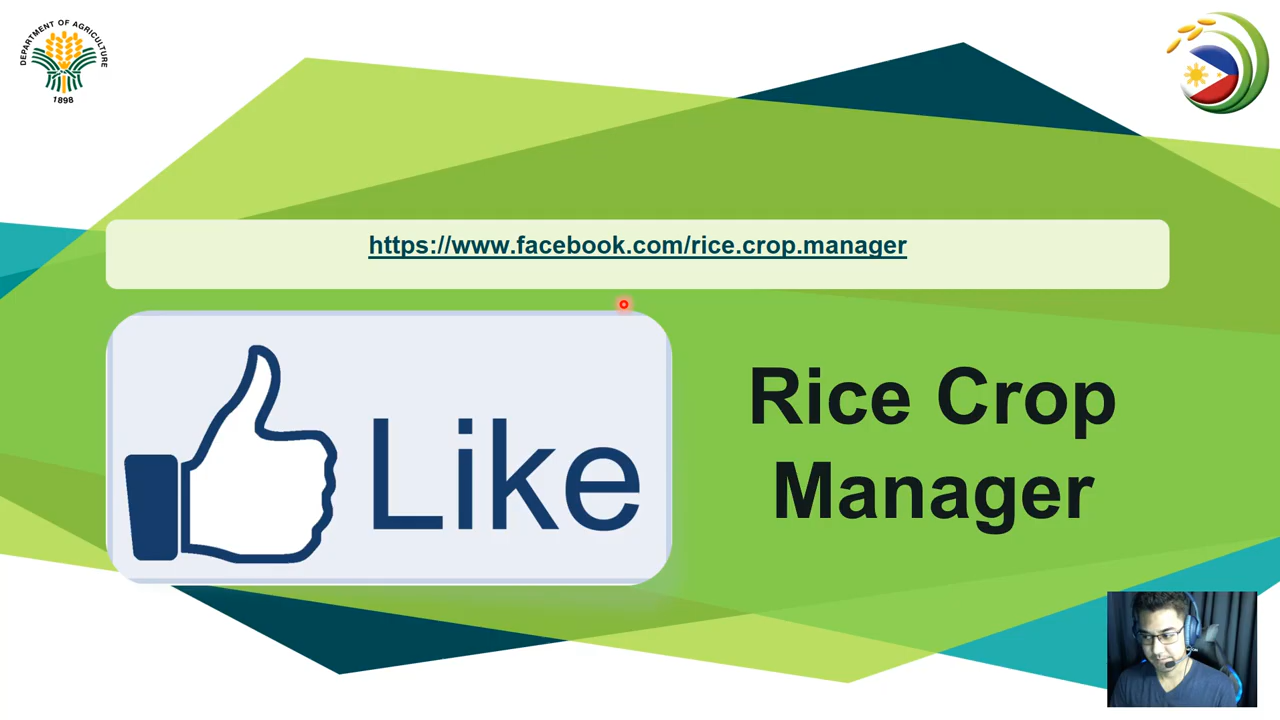 DEPARTMENT OF AGRICULTURE
1898
https://www.facebook.com/rice.crop.manager
Like
Rice Crop
Manager